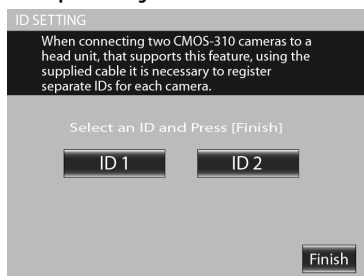 ID SETTING
When connecting two CMOS-310 cameras to a
head unit, that supports this feature, using the
supplied cable it is necessary to register
separate IDs for each camera.
Select an ID and Press [Finish]
ID 1 ID 2
Finish